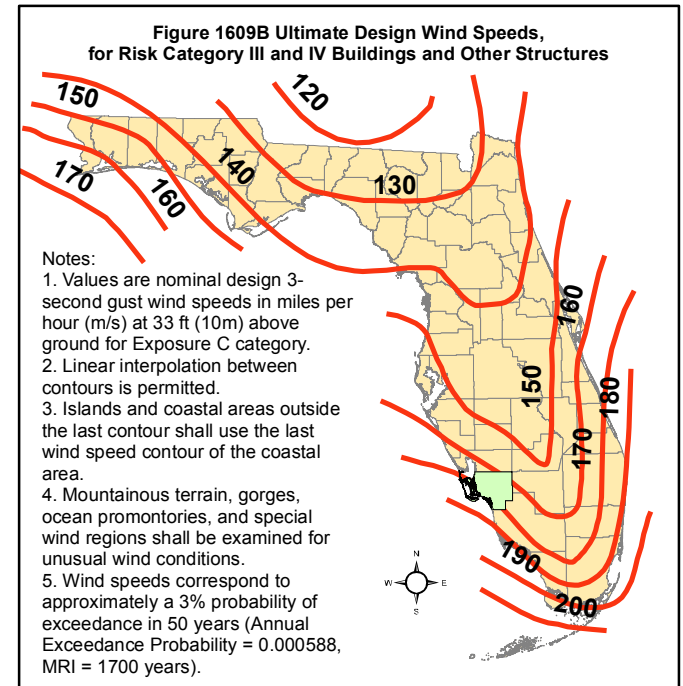 Figure 1609B Ultimate Design Wind Speeds,
for Risk Category III and IV Buildings and Other Structures
120
150
140
130
170
160
Notes:
1. Values are nominal design 3-
second gust wind speeds in miles per
hour (m/s) at 33 ft (10m) above
ground for Exposure C category.
2. Linear interpolation between
contours is permitted.
3. Islands and coastal areas outside
the last contour shall use the last
wind speed contour of the coastal
area.
4. Mountainous terrain, gorges,
ocean promontories, and special
wind regions shall be examined for
unusual wind conditions.
5. Wind speeds correspond to
approximately a 3% probability of
exceedance in 50 years (Annual
Exceedance Probability = 0.000588,
MRI = 1700 years).
160
150
180
170
190
200
N
W E
S